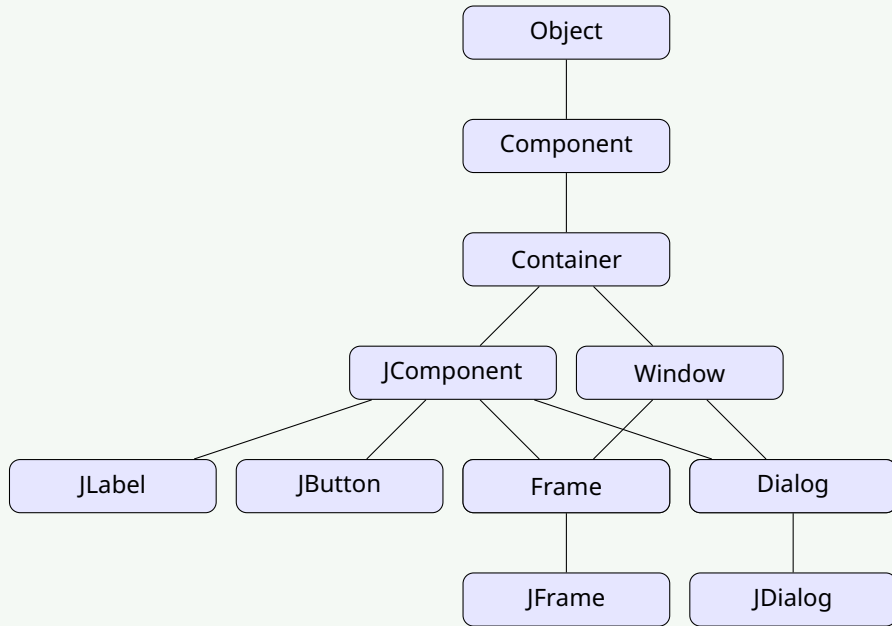 Object
Component
Container
JComponent
Window
JLabel
JButton
Frame
Dialog
JFrame
JDialog